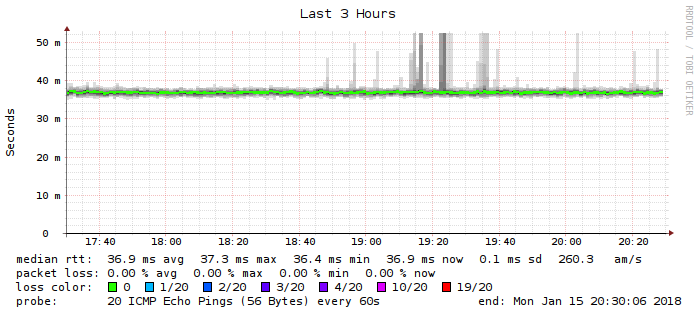 Last 3 Hours
RRDTOOL / TOBI OETIKER
Seconds
50 m
40 m
30 m
20 m
10 m
0
17:40 18:00 18:20 18:40 19:00 19:20 19:40 20:00 20:20
median rtt: 36.9 ms avg 37.3 ms max 36.4 ms min 36.9 ms now 0.1 ms sd 260.3 am/s
packet loss: 0.00 % avg 0.00 % max 0.00 % min 0.00 % now
loss color: 0 1/20 2/20 3/20 4/20 10/20 19/20
probe: 20 ICMP Echo Pings (56 Bytes) every 60s end: Mon Jan 15 20:30:06 2018